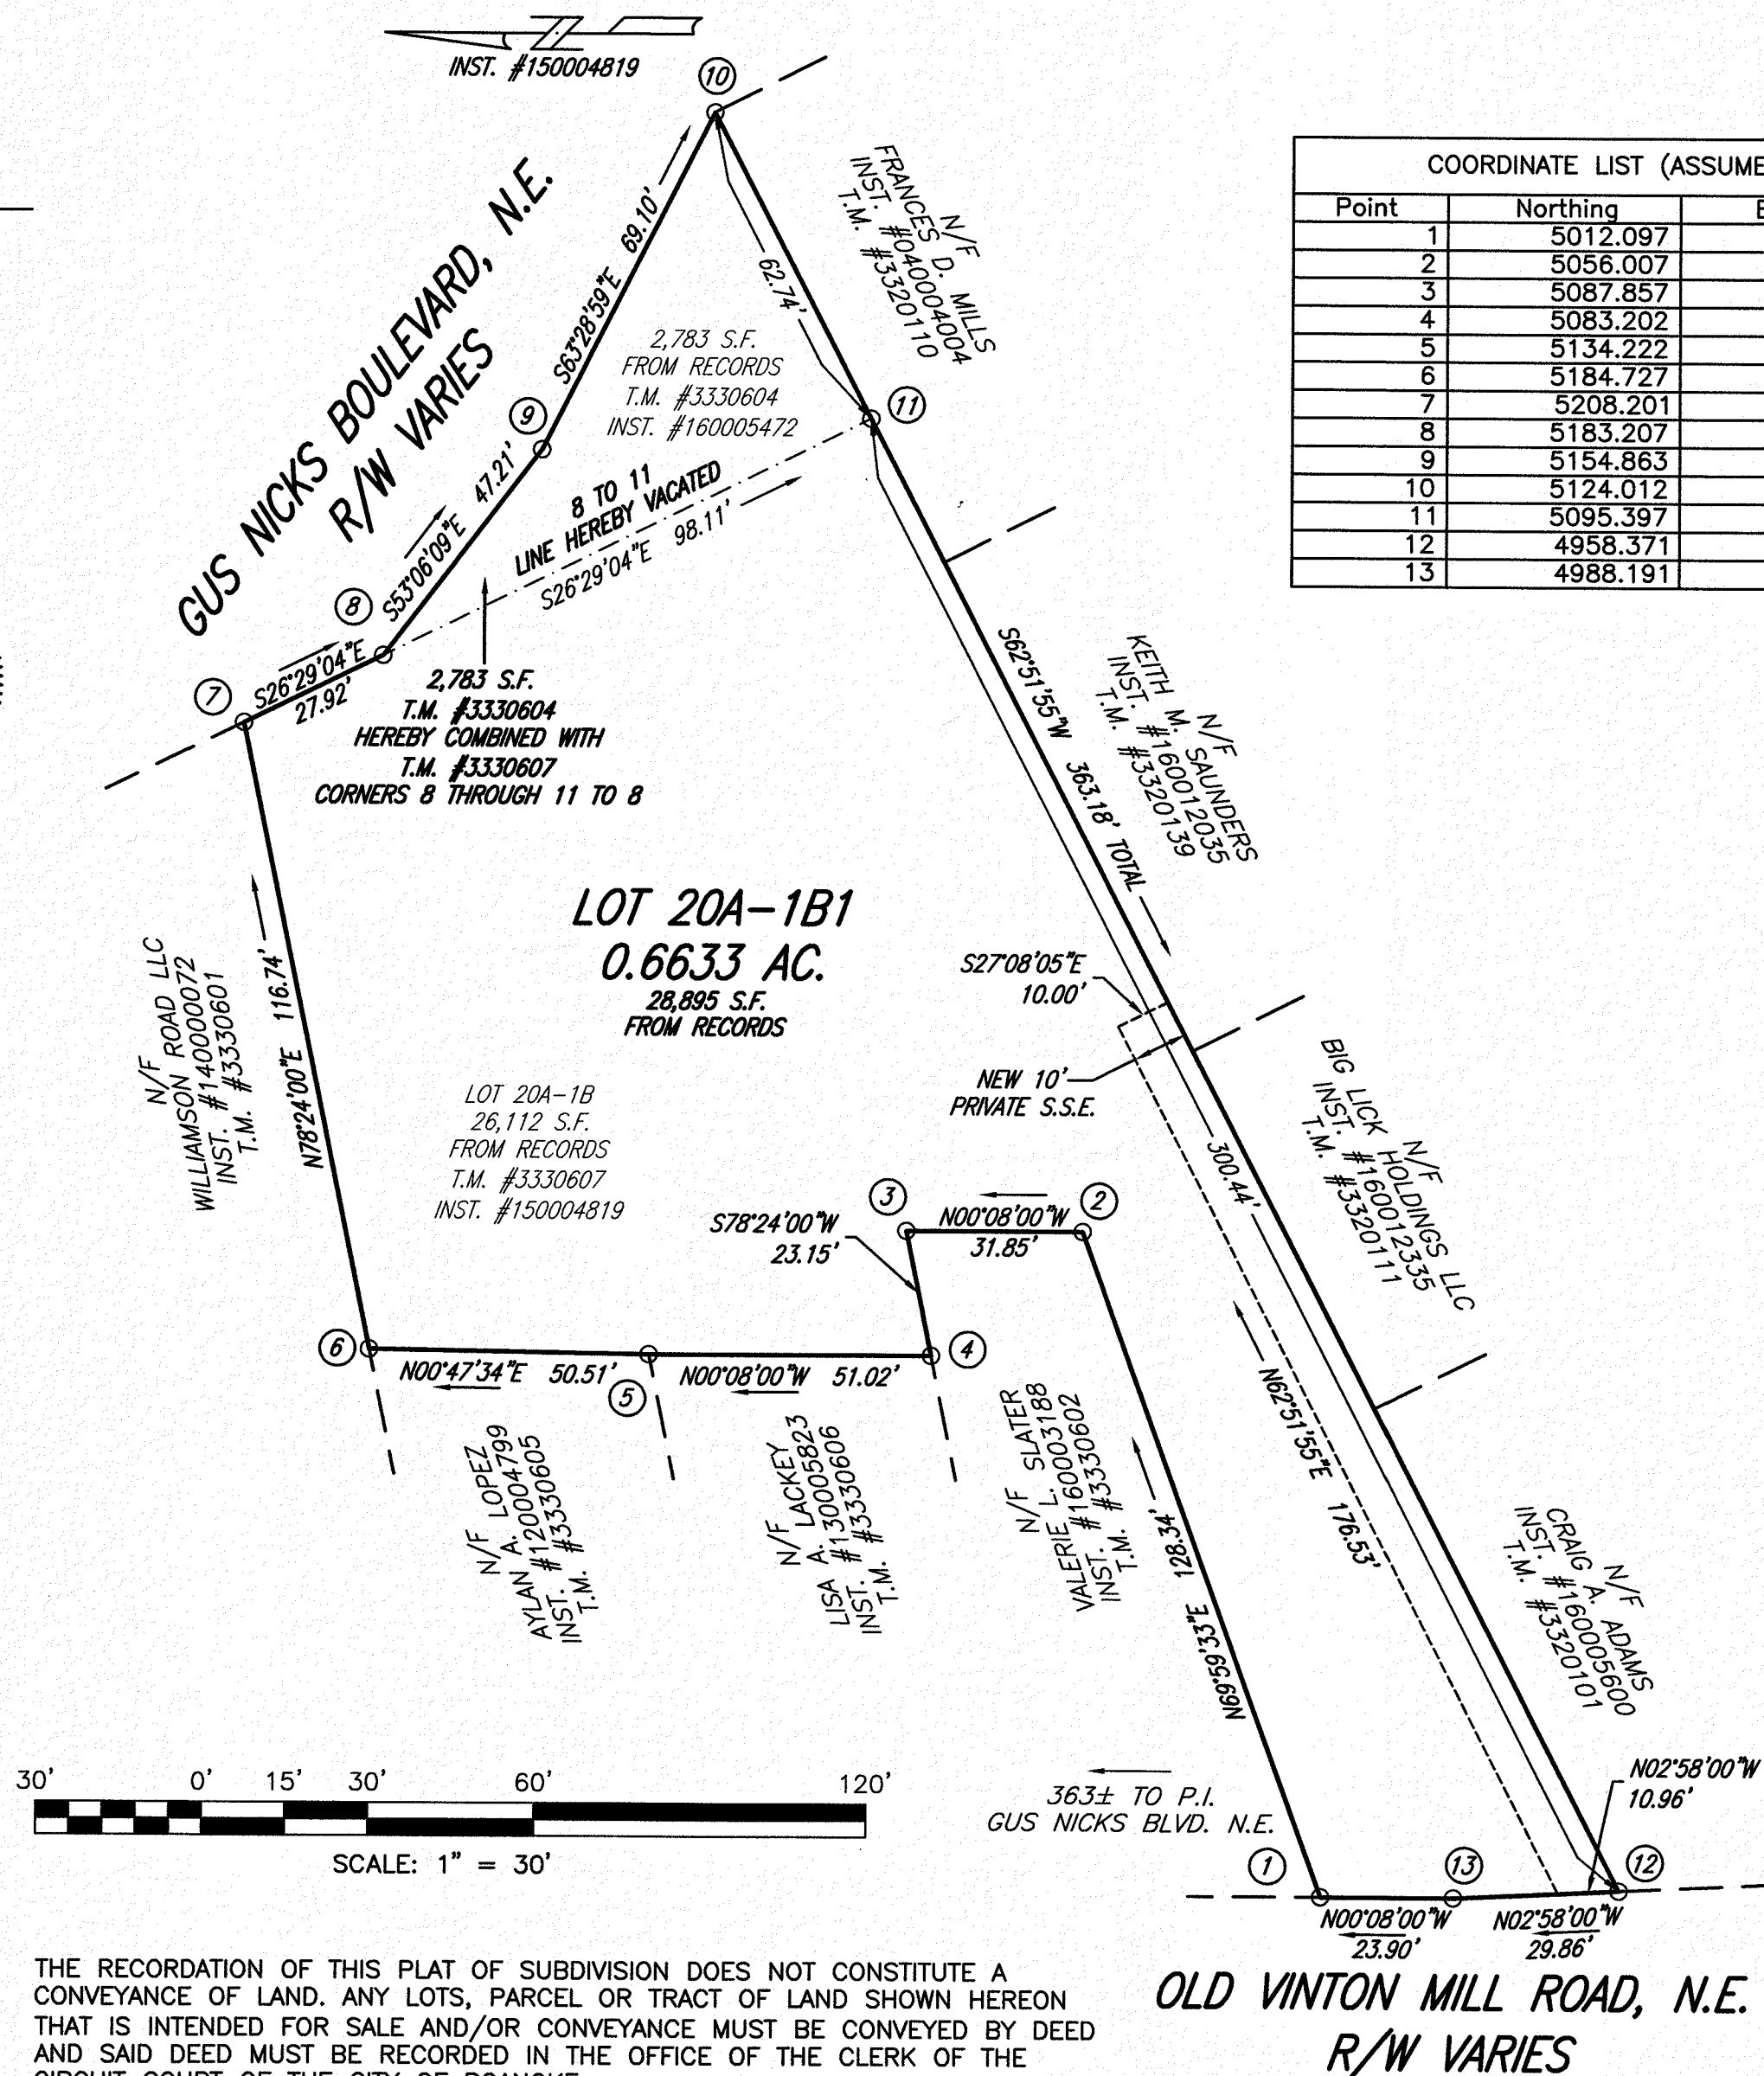 INST. #150004819
10
GUS NICKS BOULEVARD, N.E.
R/W VARIES
S63°28'59"E 69.10'
62.74'
N/F
FRANCES D. MILLS
INST. #040004004
T.M. #3320110
COORDINATE LIST (ASSUME
Point Northing E
1 5012.097
2 5056.007
3 5087.857
4 5083.202
5 5134.222
6 5184.727
7 5208.201
8 5183.207
9 5154.863
10 5124.012
11 5095.397
12 4958.371
13 4988.191
2,783 S.F.
FROM RECORDS
T.M. #3330604
INST. #160005472
9
11
S53°06'09"E 47.21'
8 TO 11
LINE HEREBY VACATED
S26°29'04"E 98.11'
8
7
S26°29'04"E
27.92'
2,783 S.F.
T.M. #3330604
HEREBY COMBINED WITH
T.M. #3330607
CORNERS 8 THROUGH 11 TO 8
S62°51'55"W 363.18' TOTAL
N/F
KEITH M. SAUNDERS
INST. #160012035
T.M. #3320139
LOT 20A-1B1
0.6633 AC.
28,895 S.F.
FROM RECORDS
N/F
WILLIAMSON ROAD LLC
INST. #140000072
T.M. #3330601
N78°24'00"E 116.74'
S27°08'05"E
10.00'
NEW 10'
PRIVATE S.S.E.
LOT 20A-1B
26,112 S.F.
FROM RECORDS
T.M. #3330607
INST. #150004819
N/F
BIG LICK HOLDINGS LLC
INST. #160012335
T.M. #3320111
300.44'
3
2
S78°24'00"W
23.15'
N00°08'00"W
31.85'
6
4
5
N00°47'34"E 50.51'
N00°08'00"W 51.02'
N/F
AYLAN A. LOPEZ
INST. #120004799
T.M. #3330605
N/F
LISA A. LACKEY
INST. #130005823
T.M. #3330606
N/F
VALERIE L. SLATER
INST. #160003188
T.M. #3330602
N69°59'33"E 128.34'
N62°51'55"E 176.53'
N/F
CRAIG A. ADAMS
INST. #160005600
T.M. #3320101
30' 0' 15' 30' 60' 120'
SCALE: 1" = 30'
363± TO P.I.
GUS NICKS BLVD. N.E.
N02°58'00"W
10.96'
1
13
12
N00°08'00"W
23.90'
N02°58'00"W
29.86'
OLD VINTON MILL ROAD, N.E.
R/W VARIES
THE RECORDATION OF THIS PLAT OF SUBDIVISION DOES NOT CONSTITUTE A
CONVEYANCE OF LAND. ANY LOTS, PARCEL OR TRACT OF LAND SHOWN HEREON
THAT IS INTENDED FOR SALE AND/OR CONVEYANCE MUST BE CONVEYED BY DEED
AND SAID DEED MUST BE RECORDED IN THE OFFICE OF THE CLERK OF THE
CIRCUIT COURT OF THE CITY OF ROANOKE